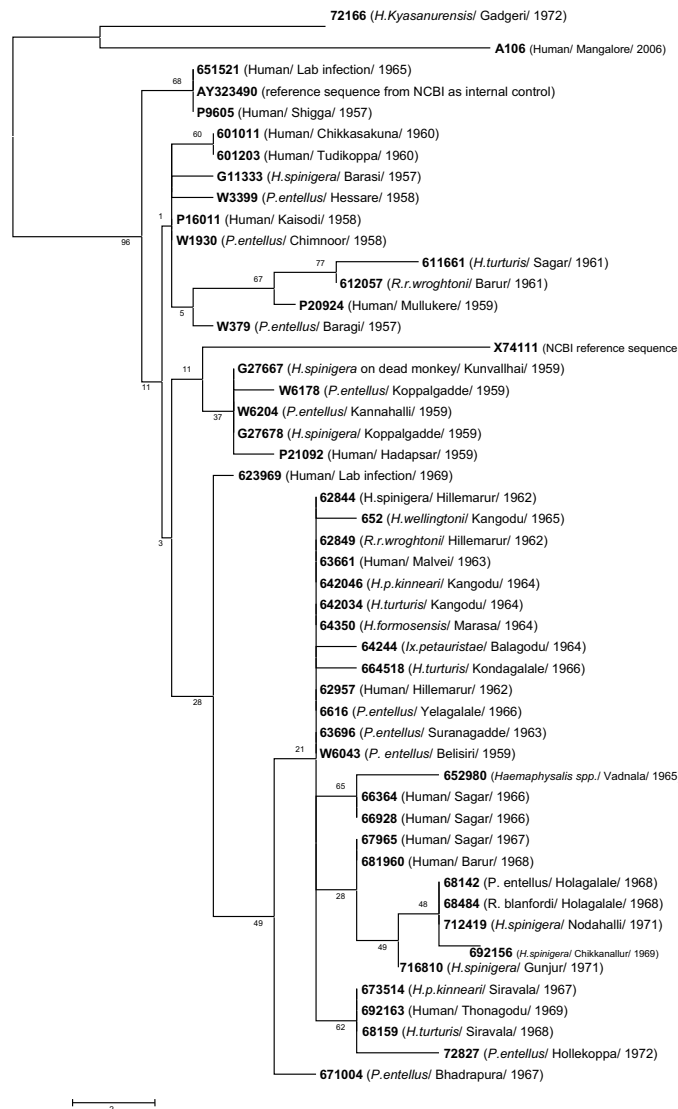 72166 (H.Kyasanurensis/ Gadgeri/ 1972)
A106 (Human/ Mangalore/ 2006)
651521 (Human/ Lab infection/ 1965)
68
AY323490 (reference sequence from NCBI as internal control)
P9605 (Human/ Shigga/ 1957)
60
601011 (Human/ Chikkasakuna/ 1960)
601203 (Human/ Tudikoppa/ 1960)
G11333 (H.spinigera/ Barasi/ 1957)
W3399 (P.entellus/ Hessare/ 1958)
1
P16011 (Human/ Kaisodi/ 1958)
96
W1930 (P.entellus/ Chimnoor/ 1958)
77
611661 (H.turturis/ Sagar/ 1961)
67
612057 (R.r.wroghtoni/ Barur/ 1961)
P20924 (Human/ Mullukere/ 1959)
5
W379 (P.entellus/ Baragi/ 1957)
X74111 (NCBI reference sequence
11
G27667 (H.spinigera on dead monkey/ Kunvallhai/ 1959)
11
W6178 (P.entellus/ Koppalgadde/ 1959)
37
W6204 (P.entellus/ Kannahalli/ 1959)
G27678 (H.spinigera/ Koppalgadde/ 1959)
P21092 (Human/ Hadapsar/ 1959)
623969 (Human/ Lab infection/ 1969)
62844 (H.spinigera/ Hillemarur/ 1962)
652 (H.wellingtoni/ Kangodu/ 1965)
3
62849 (R.r.wroghtoni/ Hillemarur/ 1962)
63661 (Human/ Malvei/ 1963)
642046 (H.p.kinneari/ Kangodu/ 1964)
642034 (H.turturis/ Kangodu/ 1964)
64350 (H.formosensis/ Marasa/ 1964)
64244 (Ix.petauristae/ Balagodu/ 1964)
664518 (H.turturis/ Kondagalale/ 1966)
28
62957 (Human/ Hillemarur/ 1962)
6616 (P.entellus/ Yelagalale/ 1966)
63696 (P.entellus/ Suranagadde/ 1963)
21
W6043 (P. entellus/ Belisiri/ 1959)
652980 (Haemaphysalis spp./ Vadnala/ 1965
65
66364 (Human/ Sagar/ 1966)
66928 (Human/ Sagar/ 1966)
67965 (Human/ Sagar/ 1967)
681960 (Human/ Barur/ 1968)
28
68142 (P. entellus/ Holagalale/ 1968)
48
68484 (R. blanfordi/ Holagalale/ 1968)
49
712419 (H.spinigera/ Nodahalli/ 1971)
49
692156 (H.spinigera/ Chikkanallur/ 1969)
716810 (H.spinigera/ Gunjur/ 1971)
673514 (H.p.kinneari/ Siravala/ 1967)
692163 (Human/ Thonagodu/ 1969)
62
68159 (H.turturis/ Siravala/ 1968)
72827 (P.entellus/ Hollekoppa/ 1972)
671004 (P.entellus/ Bhadrapura/ 1967)
2